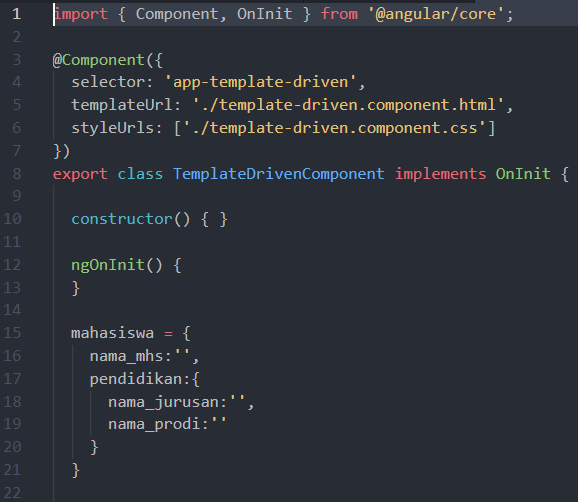 1 import { Component, OnInit } from '@angular/core';
2
3 @Component({
4 selector: 'app-template-driven',
5 templateUrl: './template-driven.component.html',
6 styleUrls: ['./template-driven.component.css']
7 })
8 export class TemplateDrivenComponent implements OnInit {
9
10 constructor() { }
11
12 ngOnInit() {
13 }
14
15 mahasiswa = {
16 nama_mhs:'',
17 pendidikan:{
18 nama_jurusan:'',
19 nama_prodi:''
20 }
21 }
22